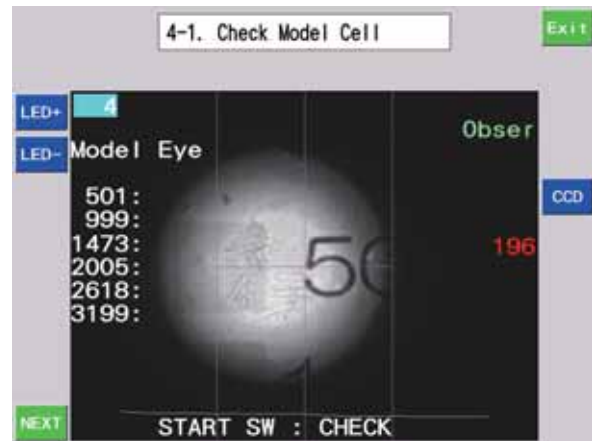 4-1. Check Model Cell
Exit
LED+
4
Obser
LED-
Model Eye
501:
999:
CCD
1473:
196
2005:
2618:
50
3199:
NEXT
START SW : CHECK